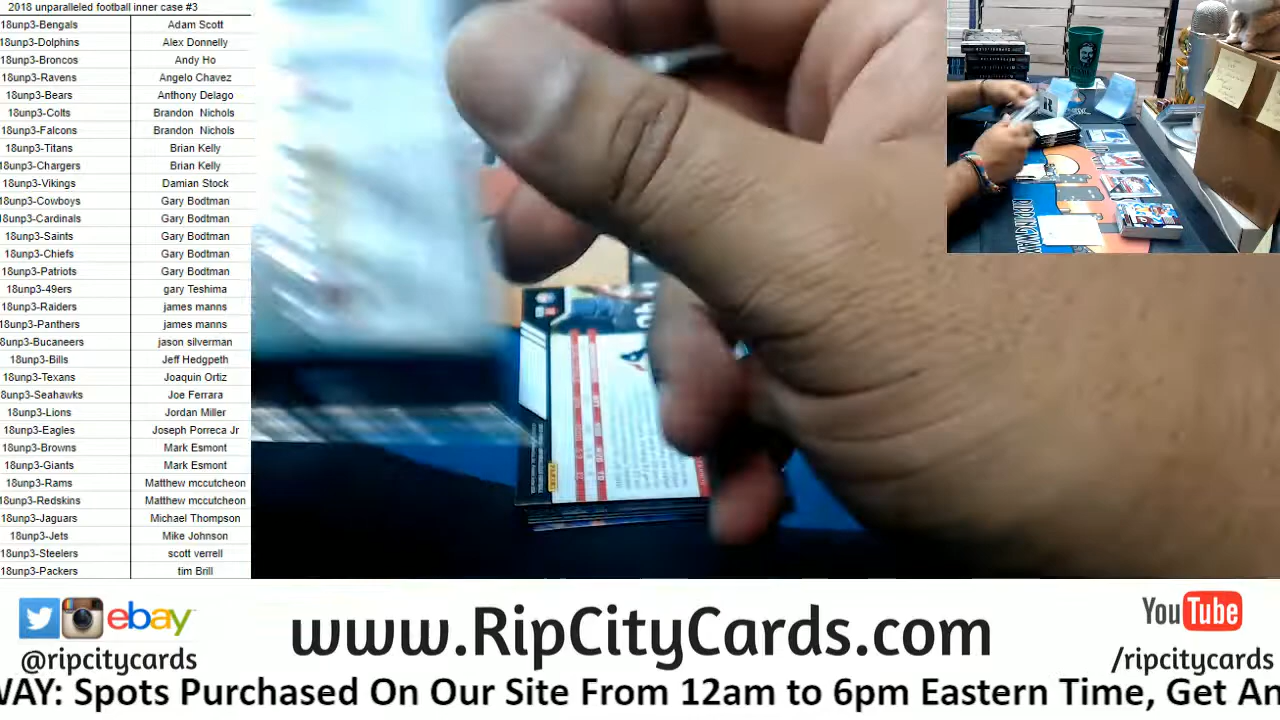 2018 unparalleled football inner case #3
18unp3-Bengals Adam Scott
18unp3-Dolphins Alex Donnelly
18unp3-Broncos Andy Ho
18unp3-Ravens Angelo Chavez
18unp3-Bears Anthony Delago
18unp3-Colts Brandon Nichols
18unp3-Falcons Brandon Nichols
18unp3-Titans Brian Kelly
18unp3-Chargers Brian Kelly
18unp3-Vikings Damian Stock
18unp3-Cowboys Gary Bodtman
18unp3-Cardinals Gary Bodtman
18unp3-Saints Gary Bodtman
18unp3-Chiefs Gary Bodtman
18unp3-Patriots Gary Bodtman
18unp3-49ers gary Teshima
18unp3-Raiders james manns
18unp3-Panthers james manns
18unp3-Bucaneers jason silverman
18unp3-Bills Jeff Hedgpeth
18unp3-Texans Joaquin Ortiz
18unp3-Seahawks Joe Ferrara
18unp3-Lions Jordan Miller
18unp3-Eagles Joseph Porreca Jr
18unp3-Browns Mark Esmont
18unp3-Giants Mark Esmont
18unp3-Rams Matthew mccutcheon
18unp3-Redskins Matthew mccutcheon
18unp3-Jaguars Michael Thompson
18unp3-Jets Mike Johnson
18unp3-Steelers scott verrell
18unp3-Packers tim Brill
ebay
@ripcitycards
www.RipCityCards.com
YouTube
/ripcitycards
WAY: Spots Purchased On Our Site From 12am to 6pm Eastern Time, Get An